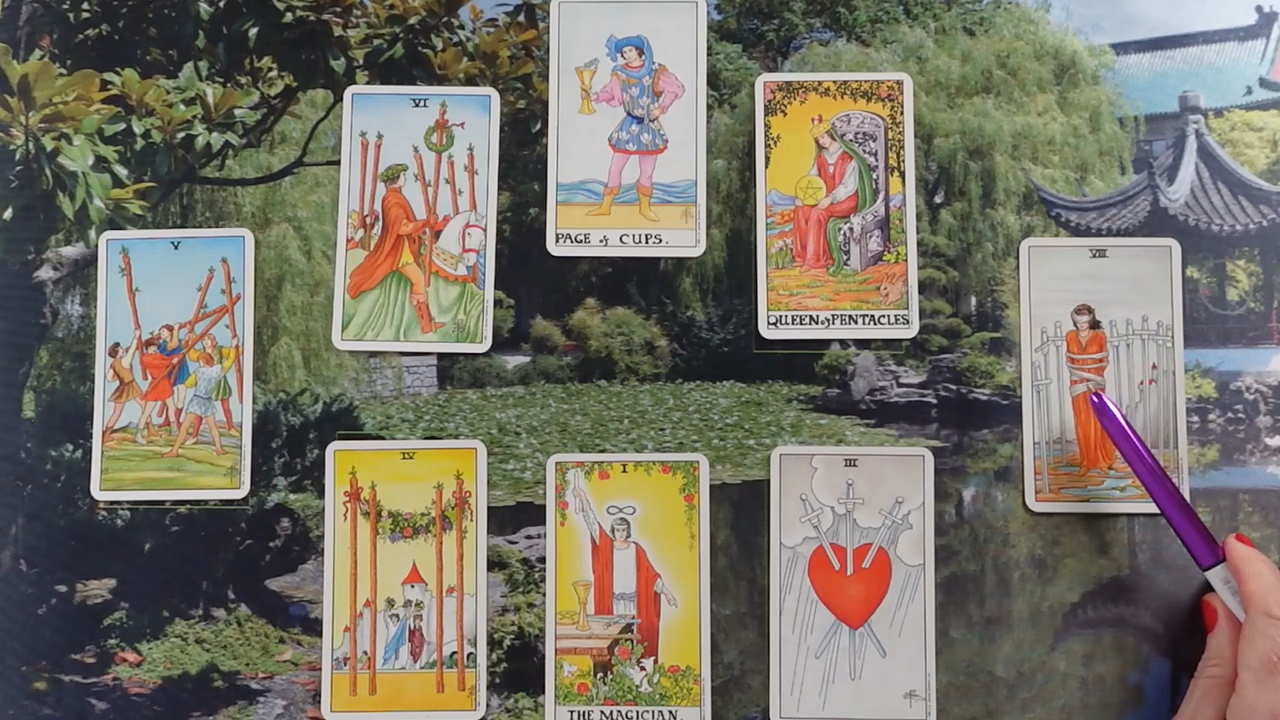 PAGE of CUPS.
VI
QUEEN of PENTACLES
V
VIII
IV
I
III
THE MAGICIAN.